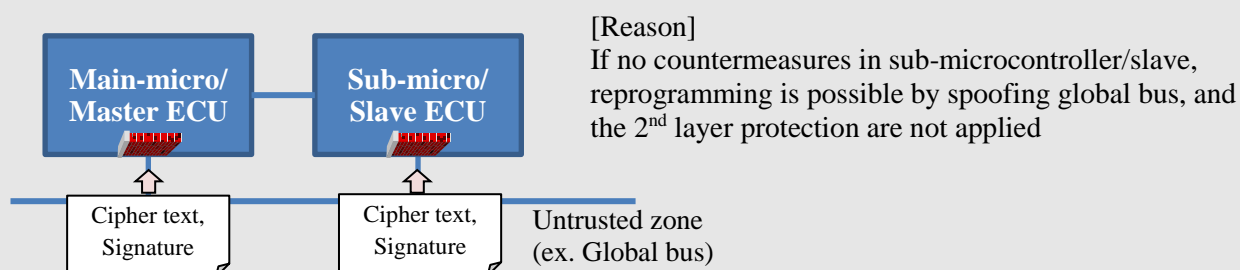 [Reason]
If no countermeasures in sub-microcontroller/slave,
reprogramming is possible by spoofing global bus, and
the 2nd layer protection are not applied
Main-micro/
Master ECU
Sub-micro/
Slave ECU
Cipher text,
Signature
Cipher text,
Signature
Untrusted zone
(ex. Global bus)